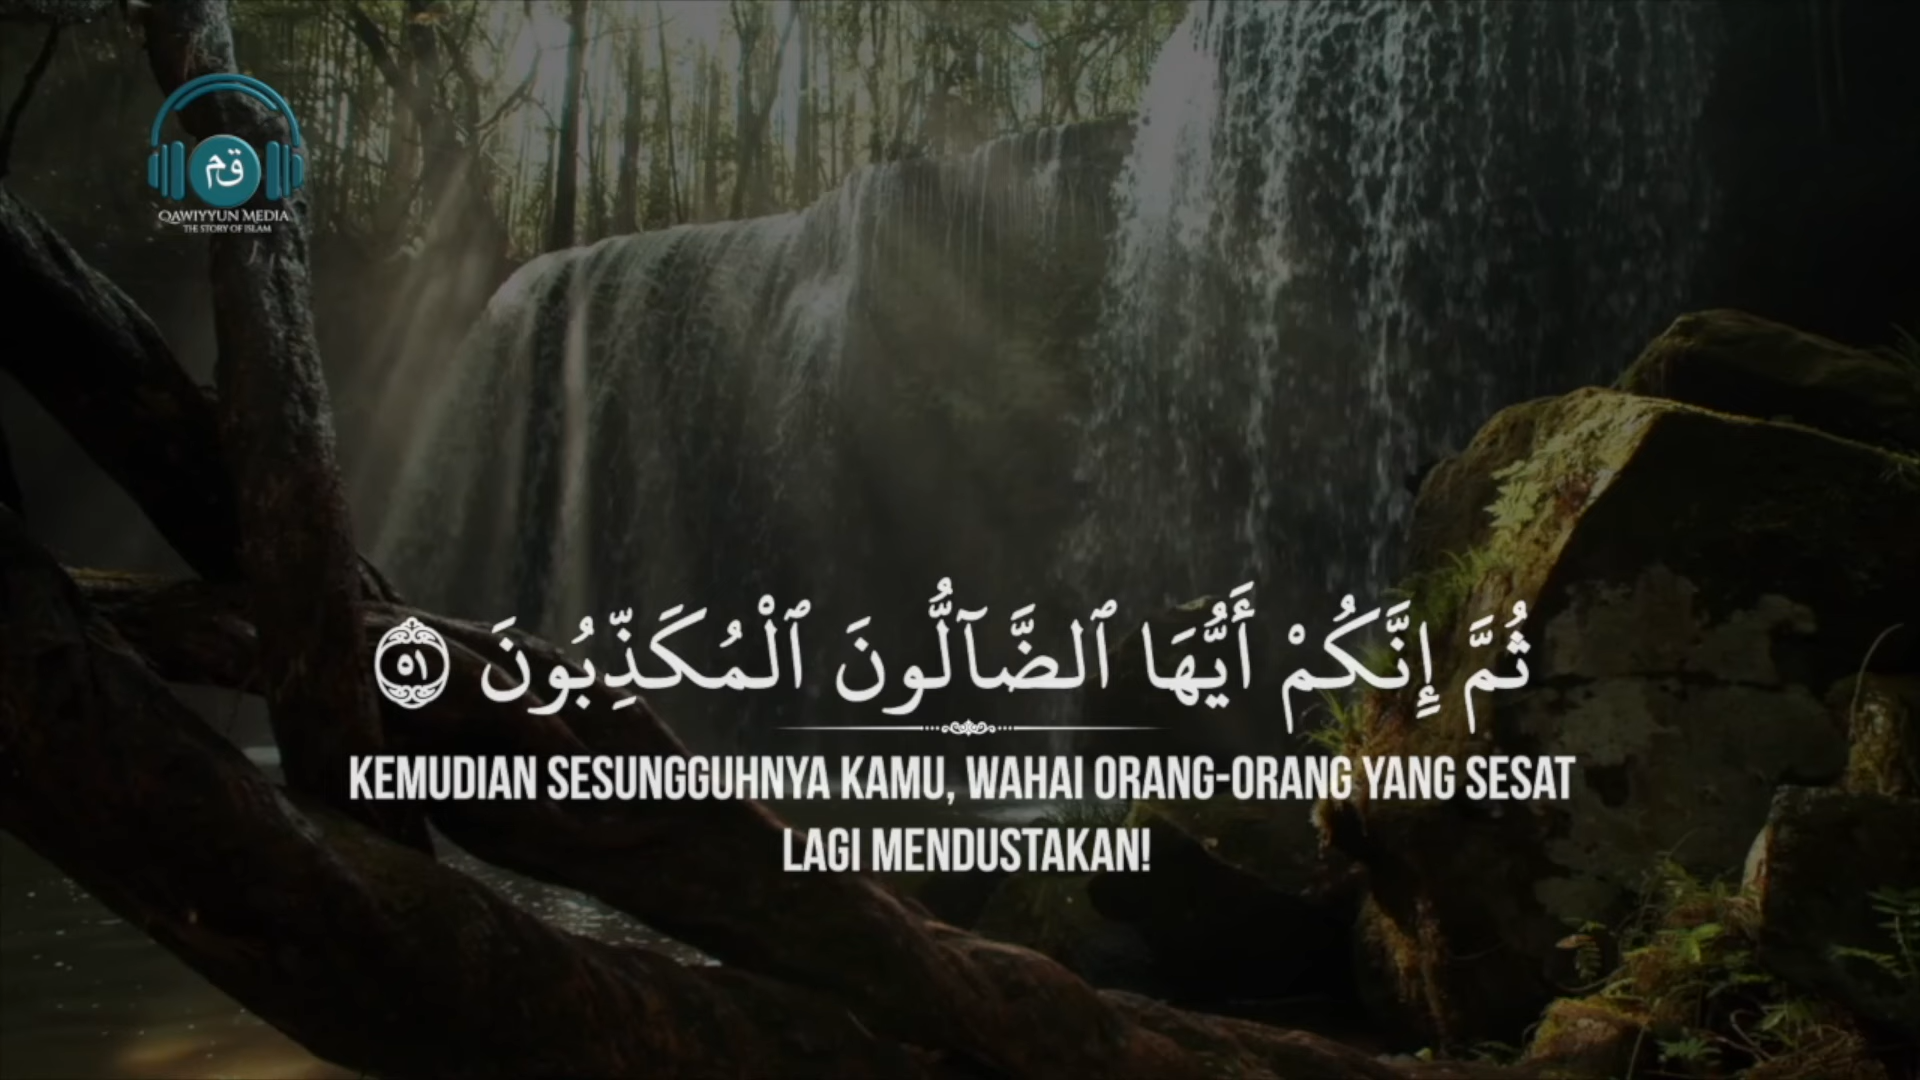 قم
QAWIYYUN MEDIA
THE STORY OF ISLAM
ثُمَّ إِنَّكُمْ أَيُّهَا ٱلضَّآلُّونَ ٱلْمُكَذِّبُونَ ٥١
KEMUDIAN SESUNGGUHNYA KAMU, WAHAI ORANG-ORANG YANG SESAT
LAGI MENDUSTAKAN!